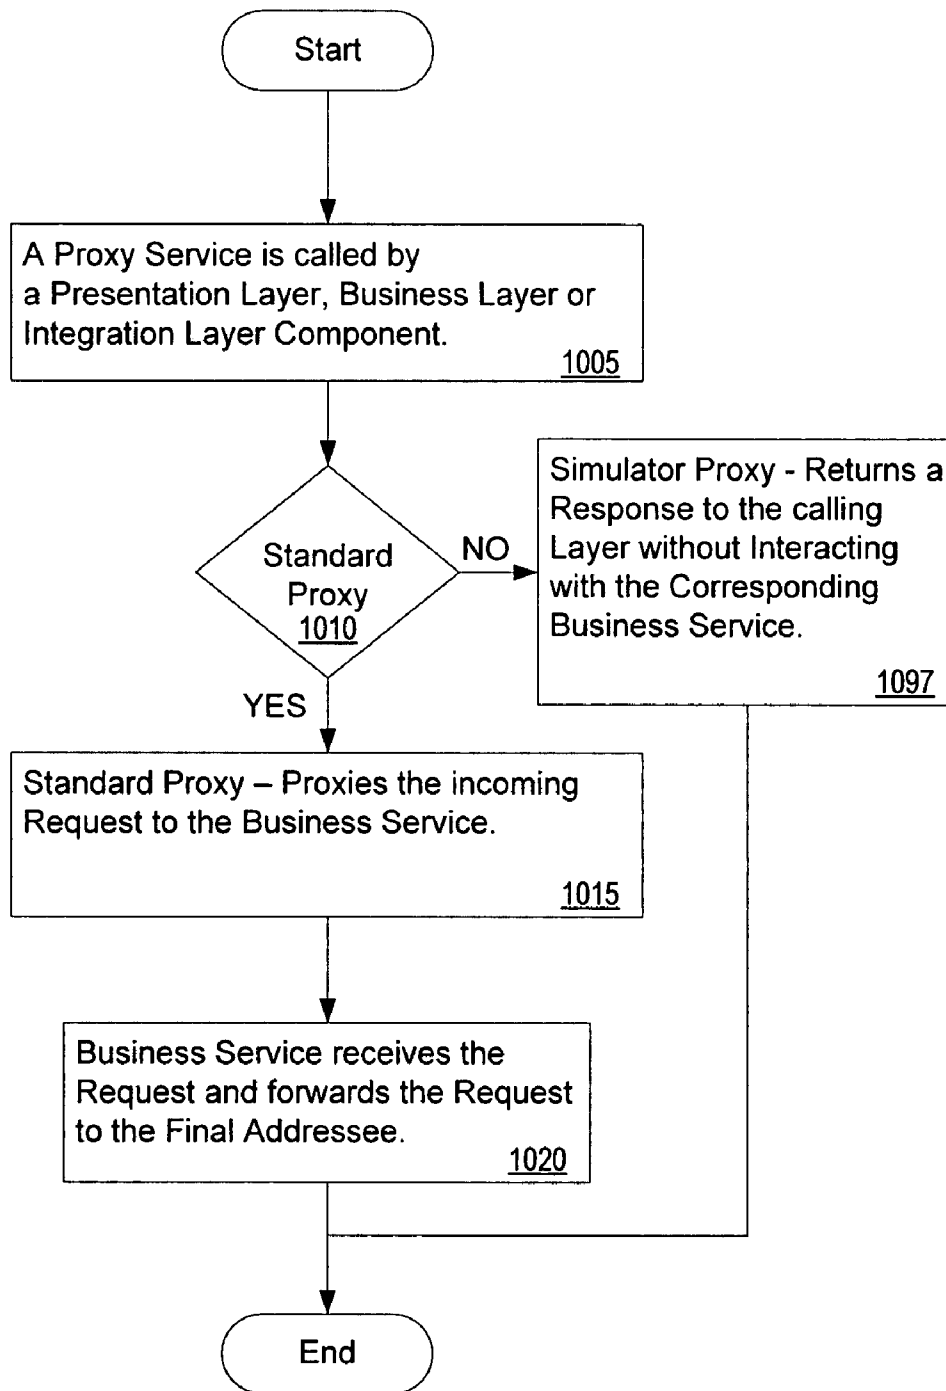 Start
A Proxy Service is called by
a Presentation Layer, Business Layer or
Integration Layer Component.
1005
Standard
Proxy
1010
NO
Simulator Proxy - Returns a
Response to the calling
Layer without Interacting
with the Corresponding
Business Service.
1097
YES
Standard Proxy – Proxies the incoming
Request to the Business Service.
1015
Business Service receives the
Request and forwards the Request
to the Final Addressee.
1020
End